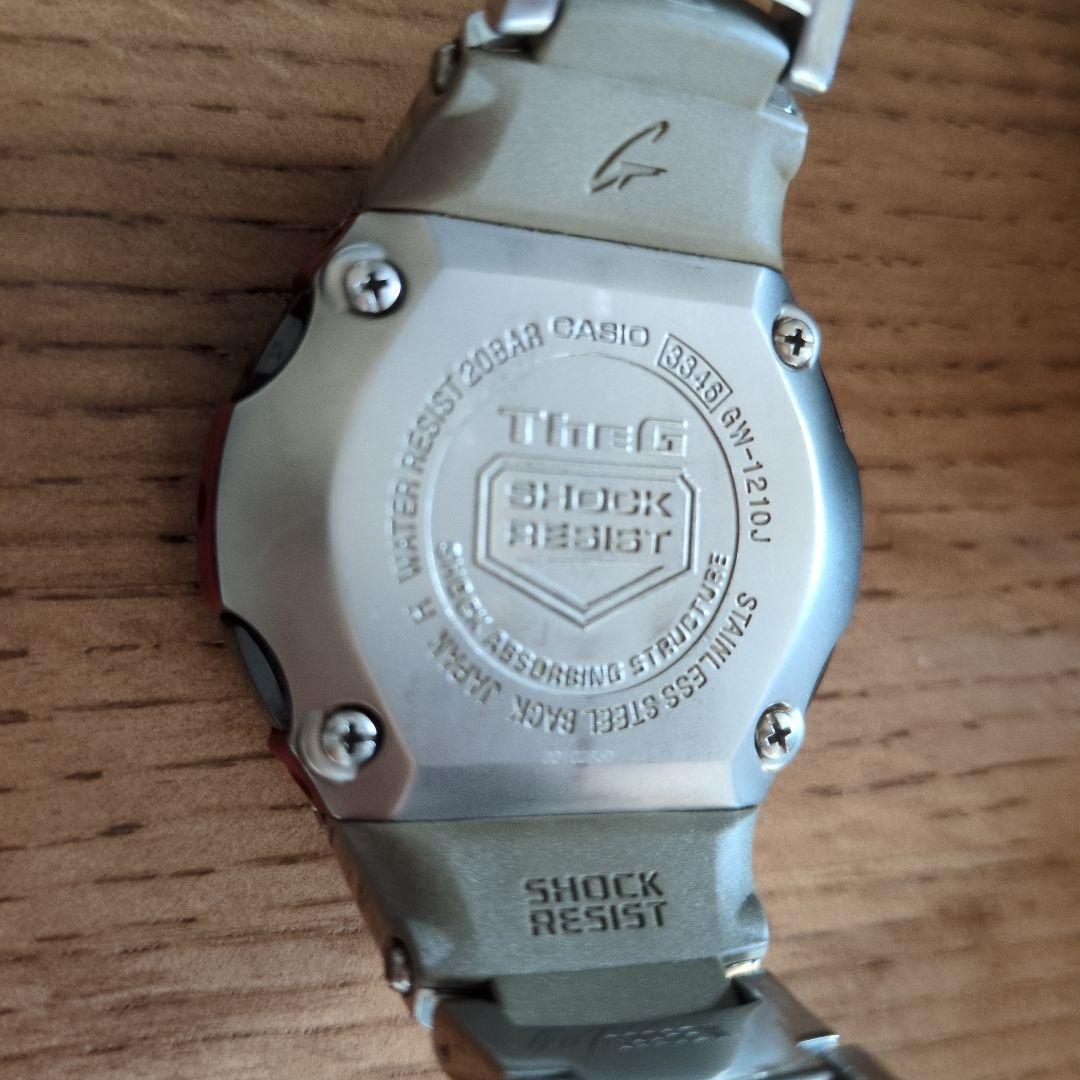 G
WATER RESIST 20BAR CASIO 3346 GW-1210J
STAINLESS STEEL BACK JAPAN H
The G
SHOCK
RESIST
SHOCK ABSORBING STRUCTURE
SHOCK
RESIST